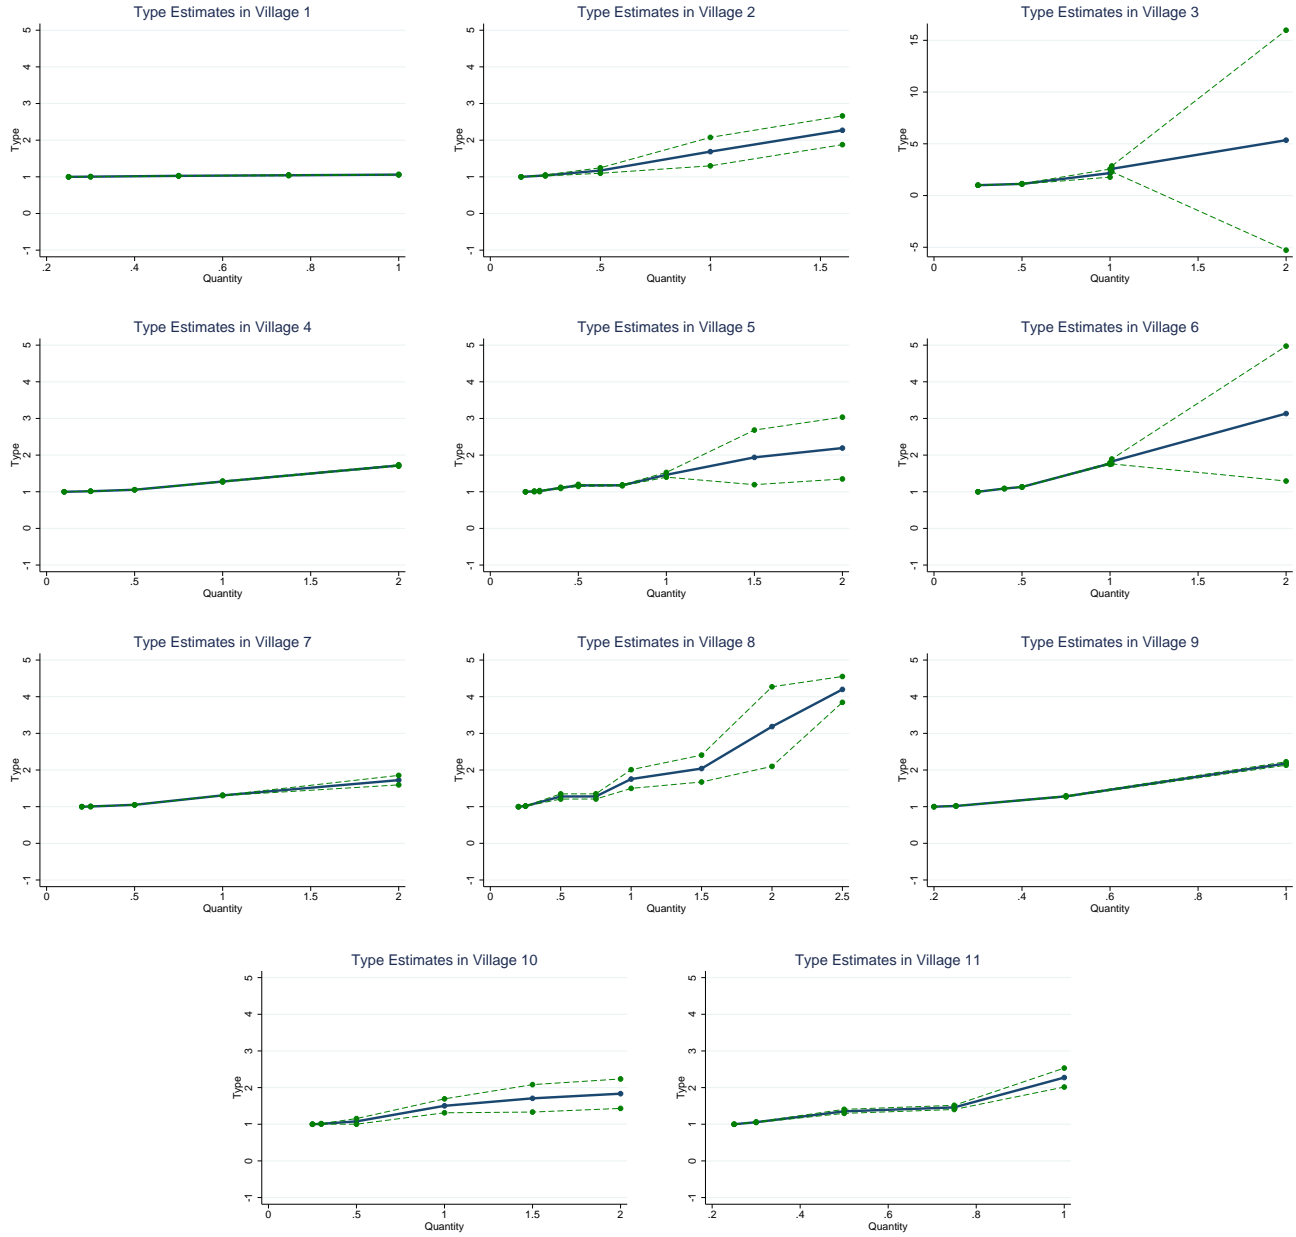 Type Estimates in Village 1
Type
-1 0 1 2 3 4 5
.2 .4 .6 .8 1
Quantity
Type Estimates in Village 2
Type
-1 0 1 2 3 4 5
0 .5 1 1.5
Quantity
Type Estimates in Village 3
Type
-5 0 5 10 15
0 .5 1 1.5 2
Quantity
Type Estimates in Village 4
Type
-1 0 1 2 3 4 5
0 .5 1 1.5 2
Quantity
Type Estimates in Village 5
Type
-1 0 1 2 3 4 5
0 .5 1 1.5 2
Quantity
Type Estimates in Village 6
Type
-1 0 1 2 3 4 5
0 .5 1 1.5 2
Quantity
Type Estimates in Village 7
Type
-1 0 1 2 3 4 5
0 .5 1 1.5 2
Quantity
Type Estimates in Village 8
Type
-1 0 1 2 3 4 5
0 .5 1 1.5 2 2.5
Quantity
Type Estimates in Village 9
Type
-1 0 1 2 3 4 5
.2 .4 .6 .8 1
Quantity
Type Estimates in Village 10
Type
-1 0 1 2 3 4 5
0 .5 1 1.5 2
Quantity
Type Estimates in Village 11
Type
-1 0 1 2 3 4 5
.2 .4 .6 .8 1
Quantity